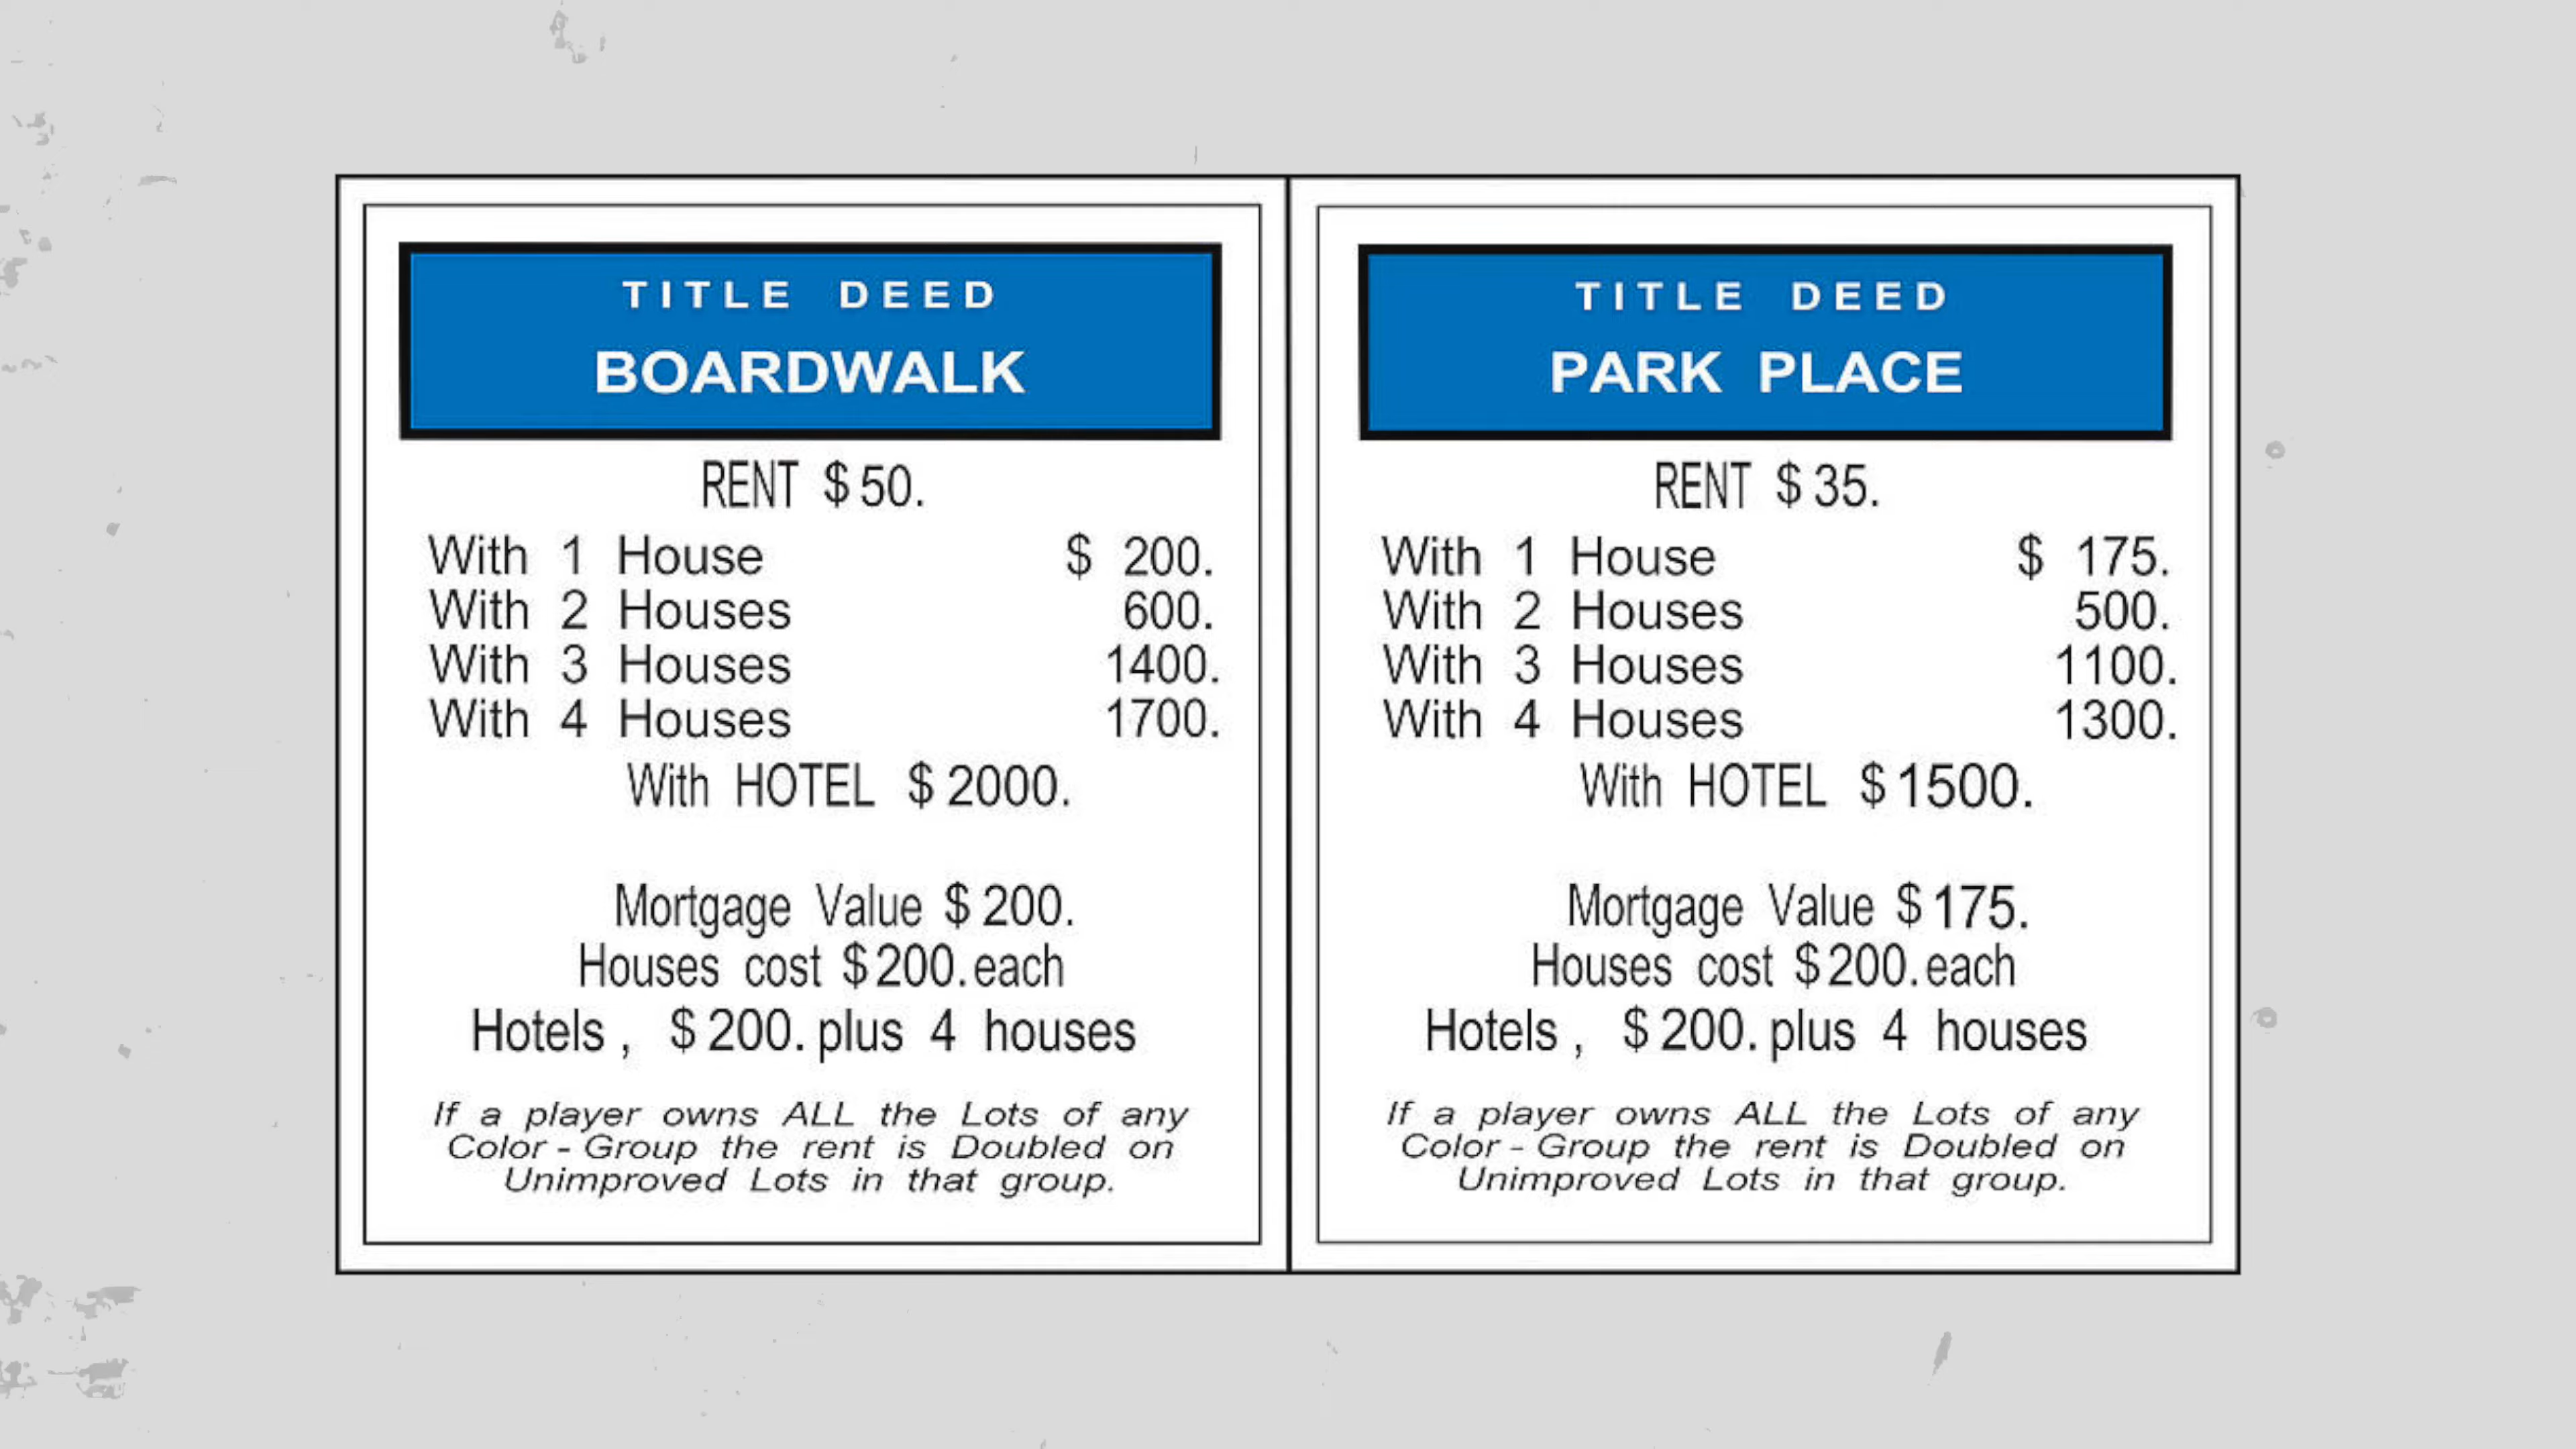 TITLE DEED
BOARDWALK
RENT $50.
With 1 House $ 200.
With 2 Houses 600.
With 3 Houses 1400.
With 4 Houses 1700.
With HOTEL $2000.
Mortgage Value $200.
Houses cost $200.each
Hotels, $200. plus 4 houses
If a player owns ALL the Lots of any
Color-Group the rent is Doubled on
Unimproved Lots in that group.
TITLE DEED
PARK PLACE
RENT $35.
With 1 House $ 175.
With 2 Houses 500.
With 3 Houses 1100.
With 4 Houses 1300.
With HOTEL $1500.
Mortgage Value $175.
Houses cost $200.each
Hotels, $200. plus 4 houses
If a player owns ALL the Lots of any
Color-Group the rent is Doubled on
Unimproved Lots in that group.